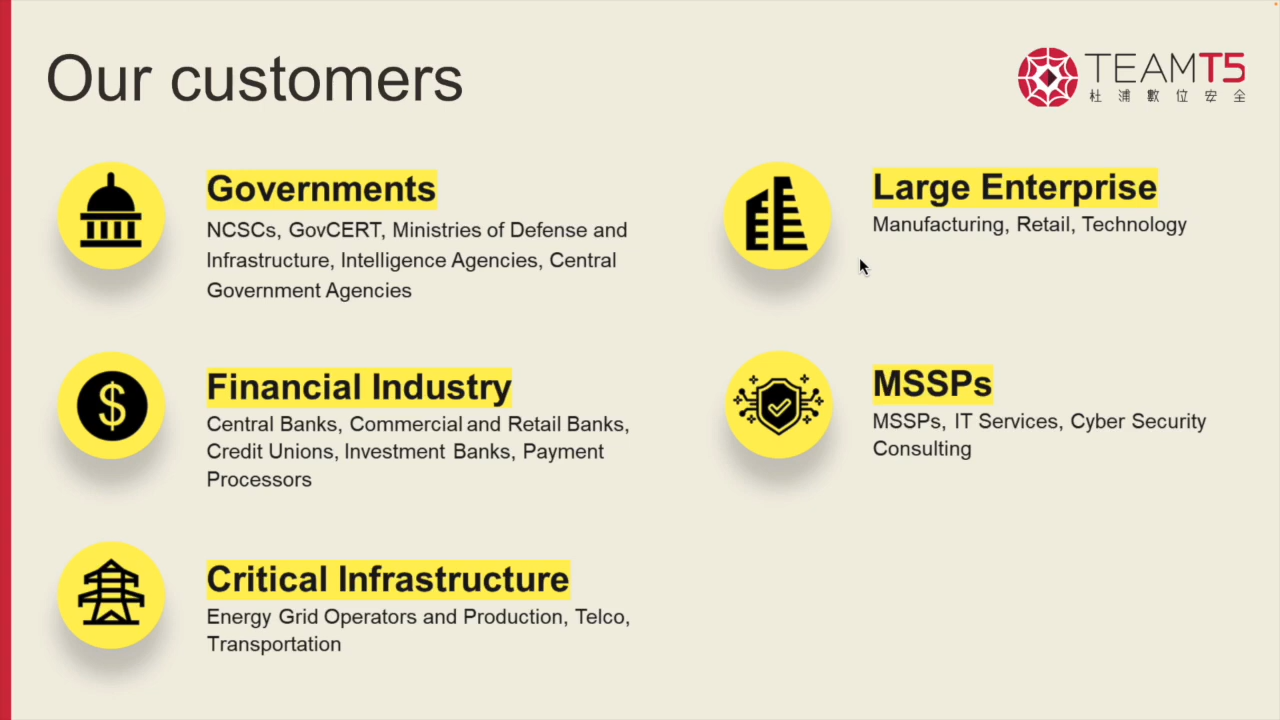 Our customers
TEAMT5
杜浦數位安全
Governments
NCSCs, GovCERT, Ministries of Defense and
Infrastructure, Intelligence Agencies, Central
Government Agencies
Financial Industry
Central Banks, Commercial and Retail Banks,
Credit Unions, Investment Banks, Payment
Processors
Critical Infrastructure
Energy Grid Operators and Production, Telco,
Transportation
Large Enterprise
Manufacturing, Retail, Technology
MSSPs
MSSPs, IT Services, Cyber Security
Consulting